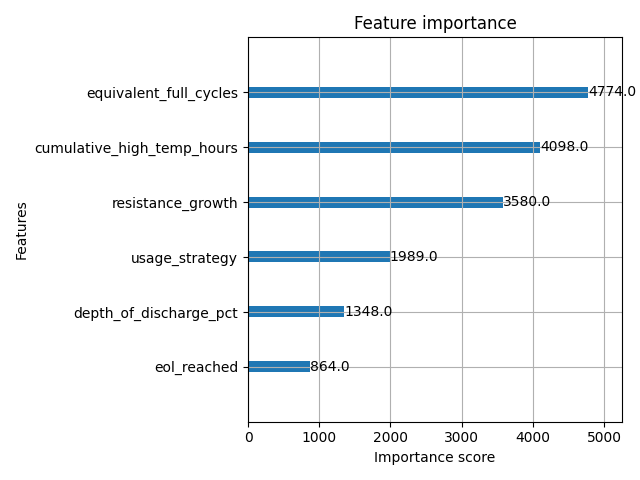 Feature importance
Features
equivalent_full_cycles 4774.0
cumulative_high_temp_hours 4098.0
resistance_growth 3580.0
usage_strategy 1989.0
depth_of_discharge_pct 1348.0
eol_reached 864.0
0 1000 2000 3000 4000 5000
Importance score